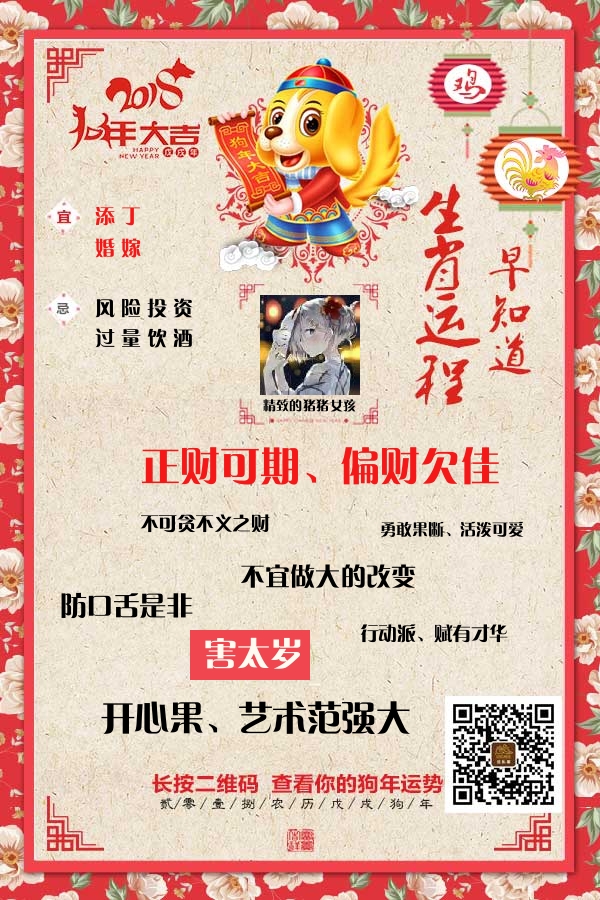 2018
狗年大吉
HAPPY
NEW YEAR 戊戌年
狗年大吉
鸡
宜 添丁
婚嫁
忌 风险投资
过量饮酒
生肖运程
早知道
精致的猪猪女孩
正财可期、偏财欠佳
不可贪不义之财
勇敢果断、活泼可爱
不宜做大的改变
防口舌是非
行动派、赋有才华
害太岁
开心果、艺术范强大
长按二维码 查看你的狗年运势
贰/零/壹/捌/农/历/戊/戌/狗/年